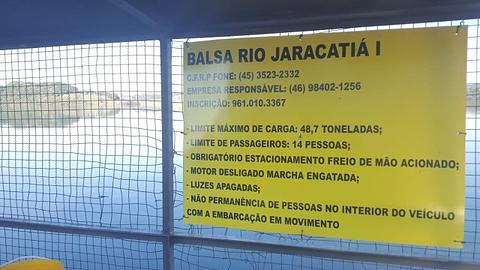 BALSA RIO JARACATIÁ I
C.F.R.P FONE: (45) 3523-2332
EMPRESA RESPONSÁVEL: (46) 98402-1256
INSCRIÇÃO: 961.010.3367
- LIMITE MÁXIMO DE CARGA: 48,7 TONELADAS;
- LIMITE DE PASSAGEIROS: 14 PESSOAS;
- OBRIGATÓRIO ESTACIONAMENTO FREIO DE MÃO ACIONADO;
- MOTOR DESLIGADO MARCHA ENGATADA;
- LUZES APAGADAS;
- NÃO PERMANÊNCIA DE PESSOAS NO INTERIOR DO VEÍCULO
COM A EMBARCAÇÃO EM MOVIMENTO